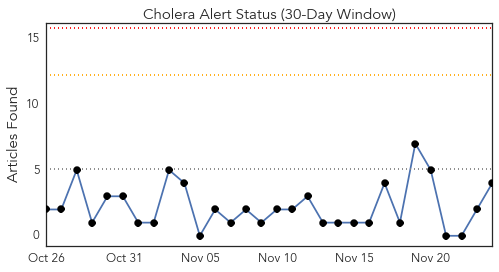 Cholera Alert Status (30-Day Window)
Articles Found
15
10
5
0
Oct 26 Oct 31 Nov 05 Nov 10 Nov 15 Nov 20